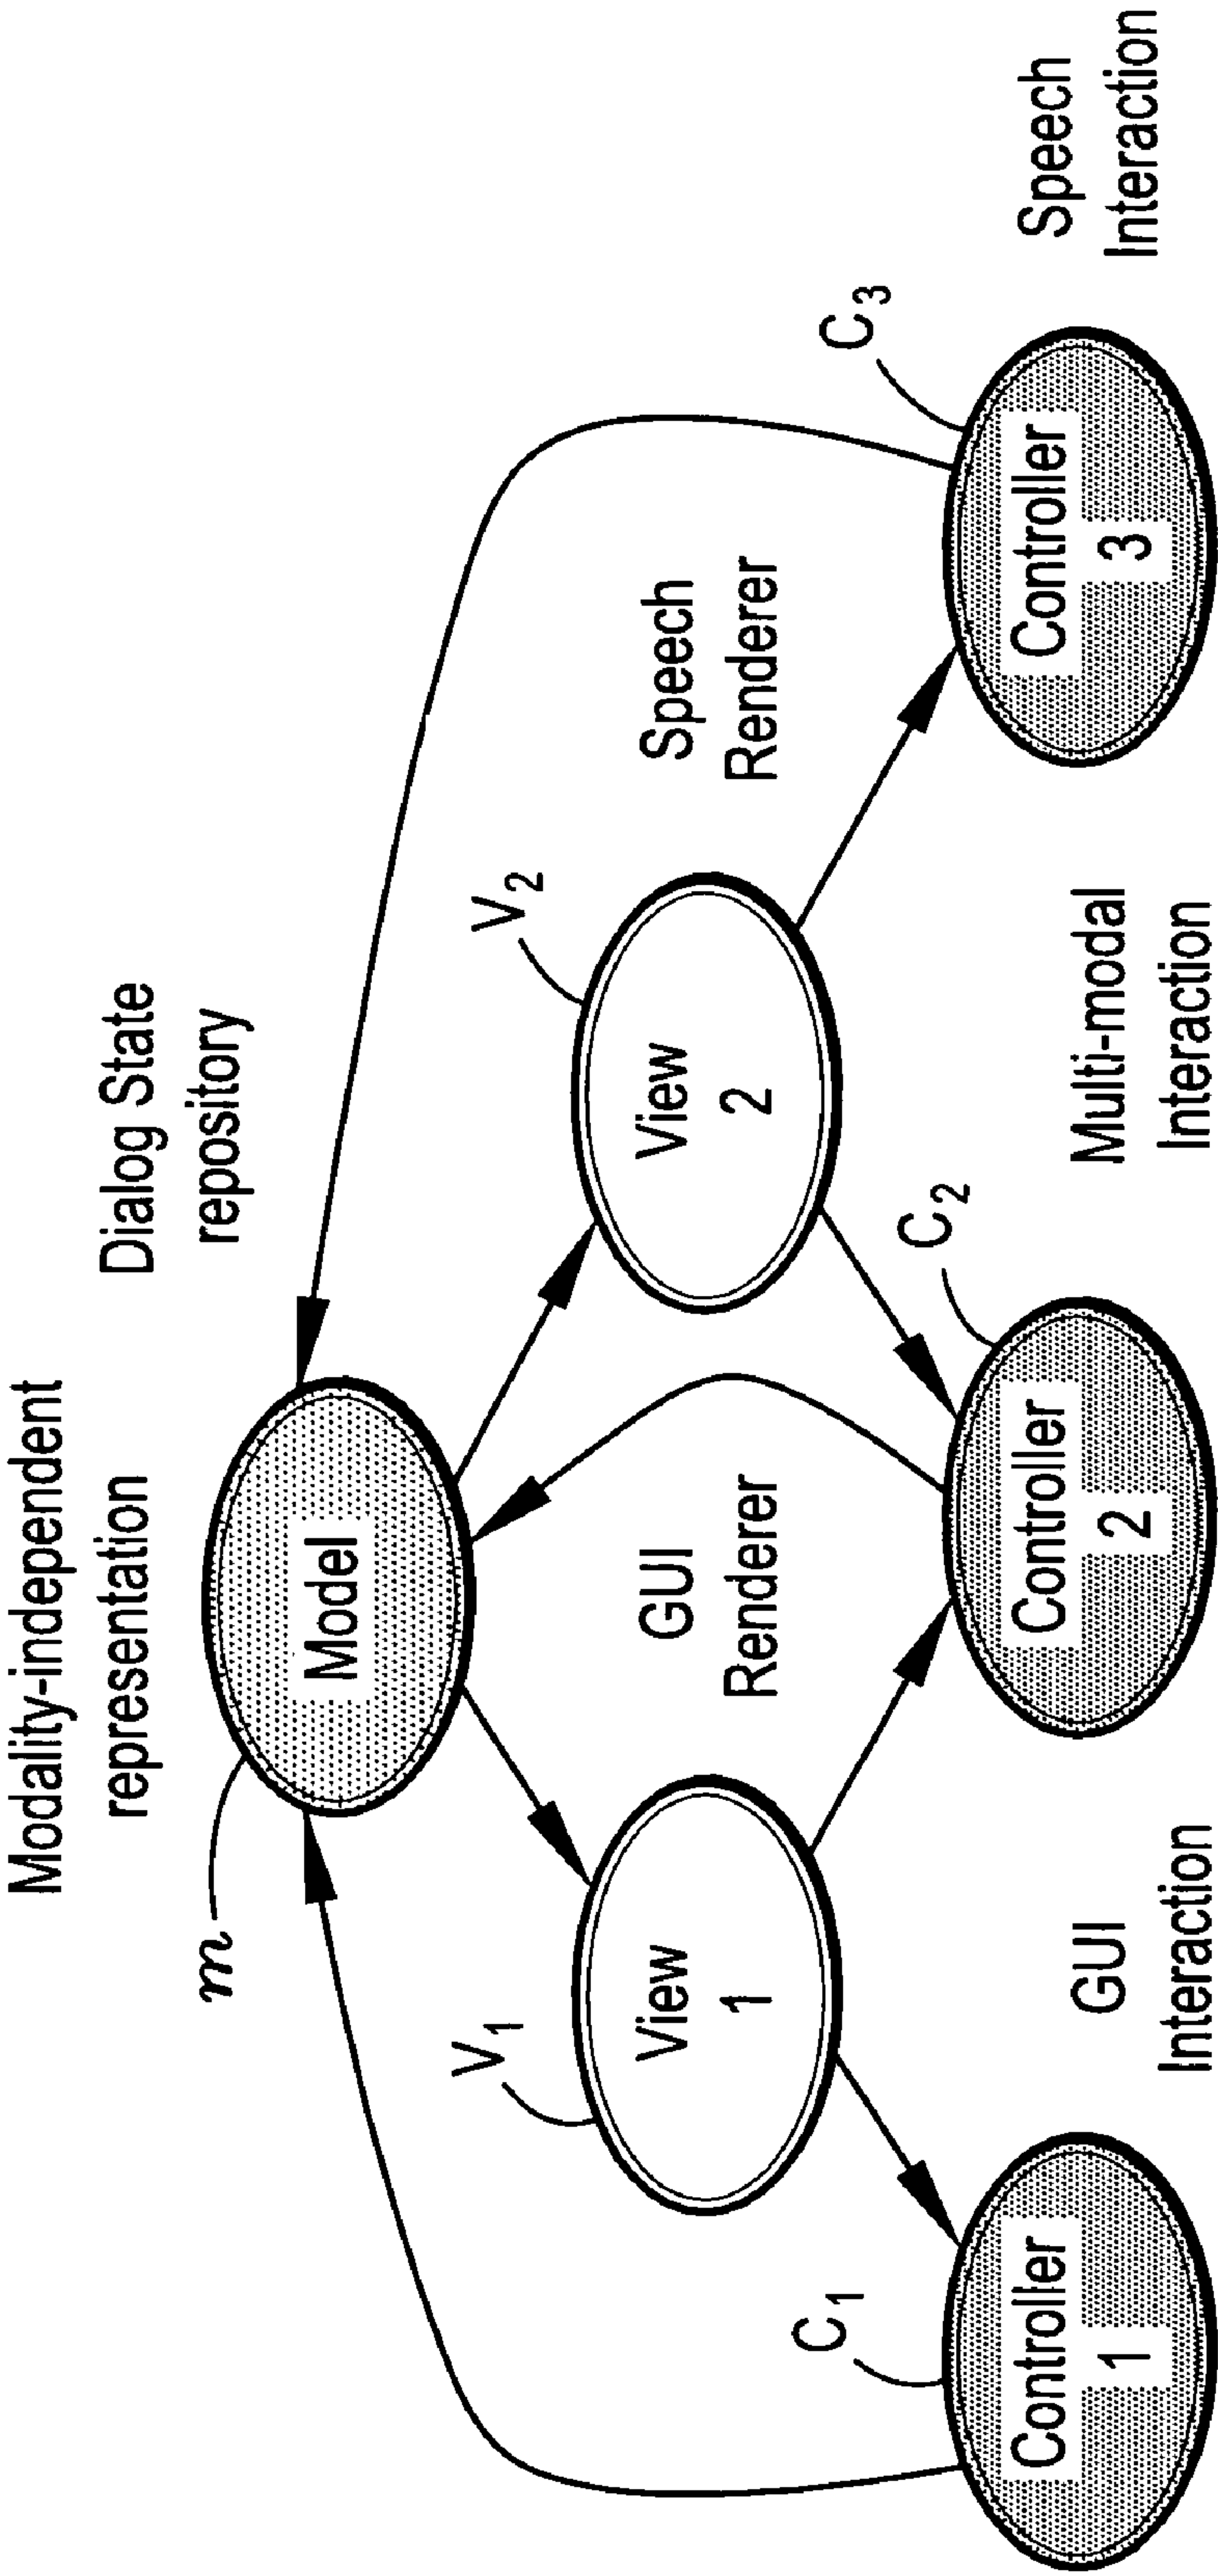 Modality-independent
representation
Dialog State
repository
m
Model
V1
View
1
GUI
Renderer
V2
View
2
Speech
Renderer
C1
Controller
1
GUI
Interaction
C2
Controller
2
Multi-modal
Interaction
C3
Controller
3
Speech
Interaction